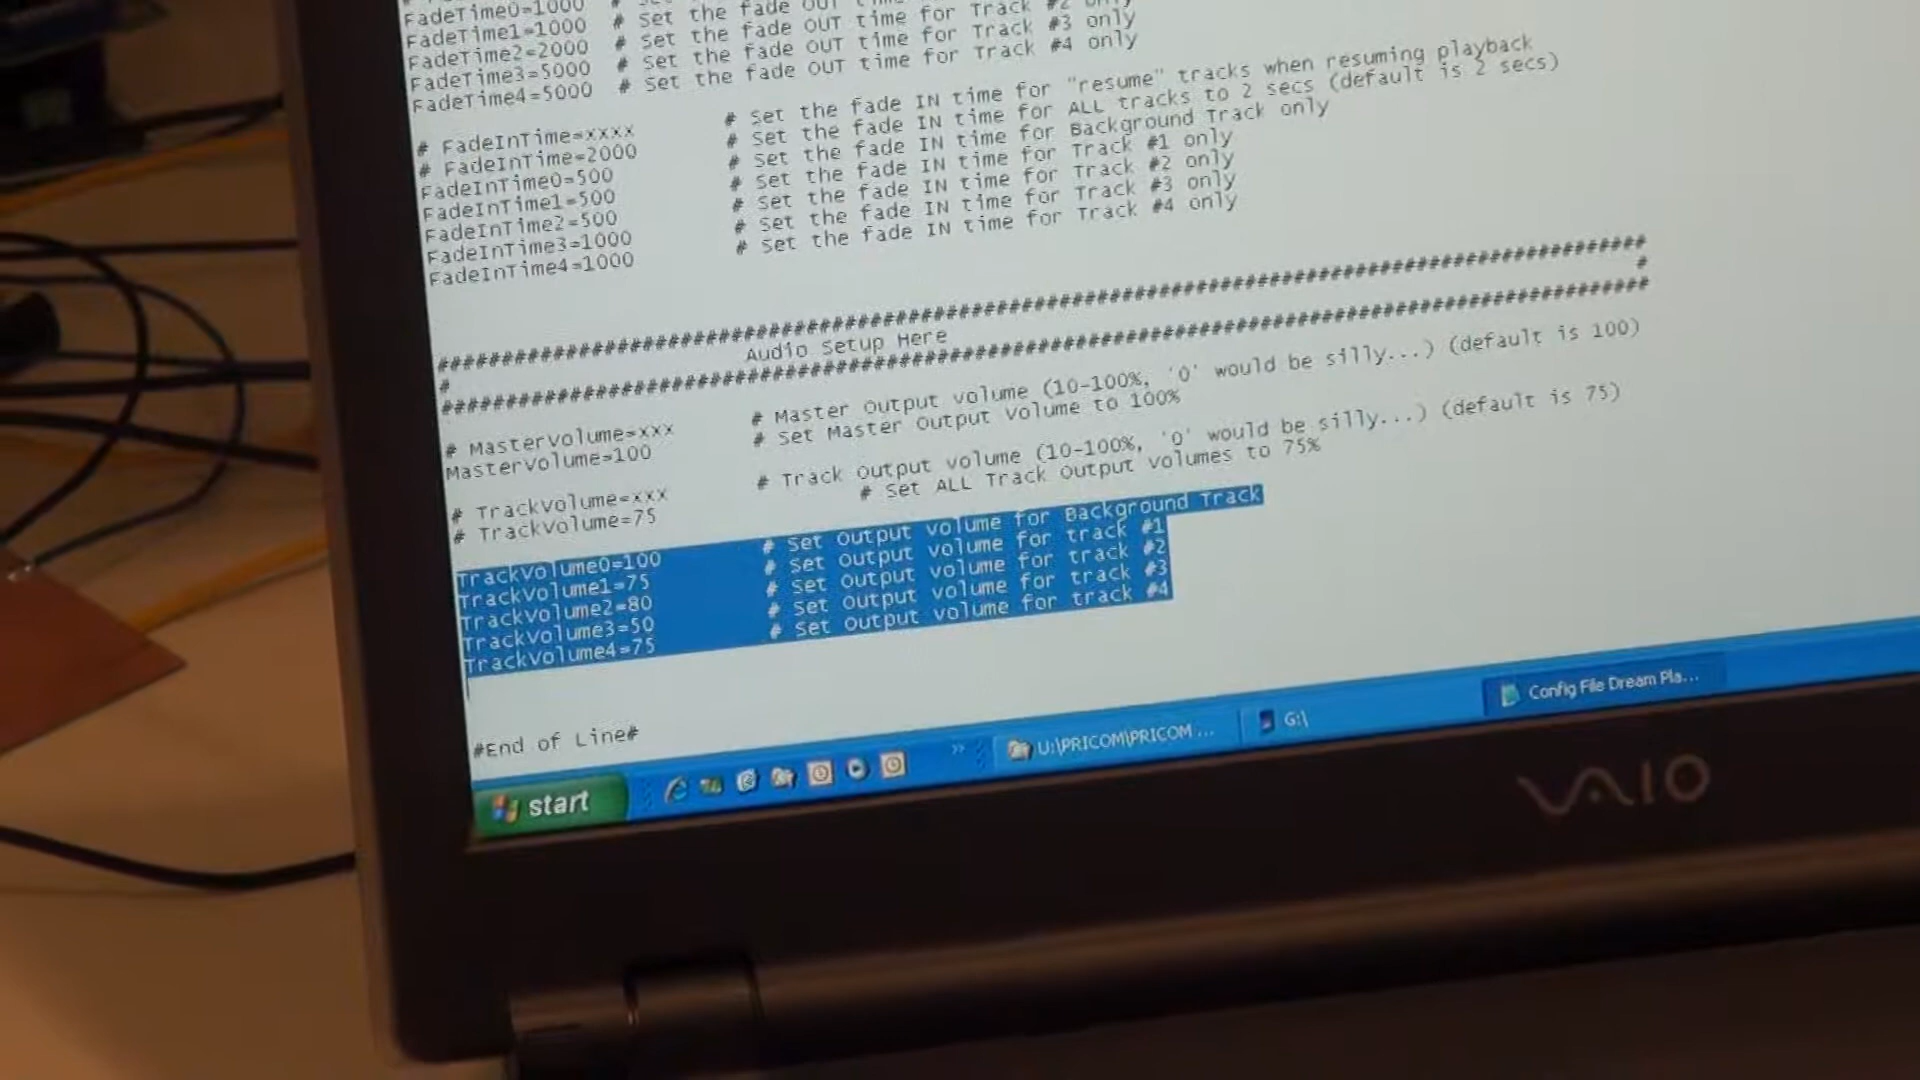 FadeTime0=1000 # Set the fade OUT
FadeTime1=1000 # Set the fade OUT time for Track #2 only
FadeTime2=2000 # Set the fade OUT time for Track #3 only
FadeTime3=5000 # Set the fade OUT time for Track #4 only
FadeTime4=5000
# FadeInTime=xxxx # Set the fade IN time for "resume" tracks when resuming playback
# FadeInTime=2000 # Set the fade IN time for ALL tracks to 2 secs (default is 2 secs)
FadeInTime0=500 # Set the fade IN time for Background Track only
FadeInTime1=500 # Set the fade IN time for Track #1 only
FadeInTime2=500 # Set the fade IN time for Track #2 only
FadeInTime3=1000 # Set the fade IN time for Track #3 only
FadeInTime4=1000 # Set the fade IN time for Track #4 only
# Audio Setup Here #
# MasterVolume=xxx # Master Output volume (10-100%, '0' would be silly...) (default is 100)
MasterVolume=100 # Set Master Output Volume to 100%
# TrackVolume=xxx # Track Output volume (10-100%, '0' would be silly...) (default is 75)
# TrackVolume=75 # Set ALL Track Output volumes to 75%
TrackVolume0=100 # Set Output volume for Background Track
TrackVolume1=75 # Set Output volume for track #1
TrackVolume2=80 # Set Output volume for track #2
TrackVolume3=50 # Set Output volume for track #3
TrackVolume4=75 # Set Output volume for track #4
#End of Line#
start
U:\PRICOM\PRICOM ...
G:\
Config File Dream Pla...
VAIO